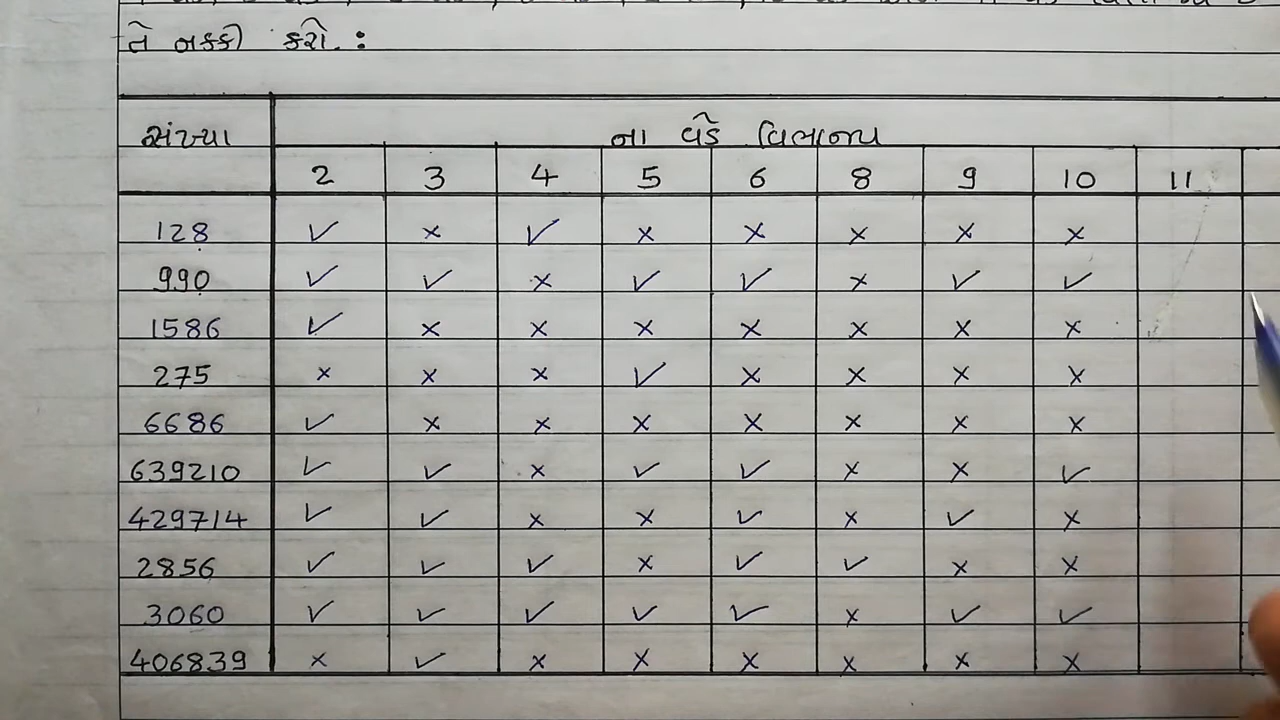 તે નક્કી કરો. :
સંખ્યા ના વડે વિભાજ્ય
2 3 4 5 6 8 9 10 11
128 ✓ × ✓ × × × × ×
990 ✓ ✓ × ✓ ✓ × ✓ ✓
1586 ✓ × × × × × × ×
275 × × × ✓ × × × ×
6686 ✓ × × × × × × ×
639210 ✓ ✓ × ✓ ✓ × × ✓
429714 ✓ ✓ × × ✓ × ✓ ×
2856 ✓ ✓ ✓ × ✓ ✓ × ×
3060 ✓ ✓ ✓ ✓ ✓ × ✓ ✓
406839 × ✓ × × × × × ×